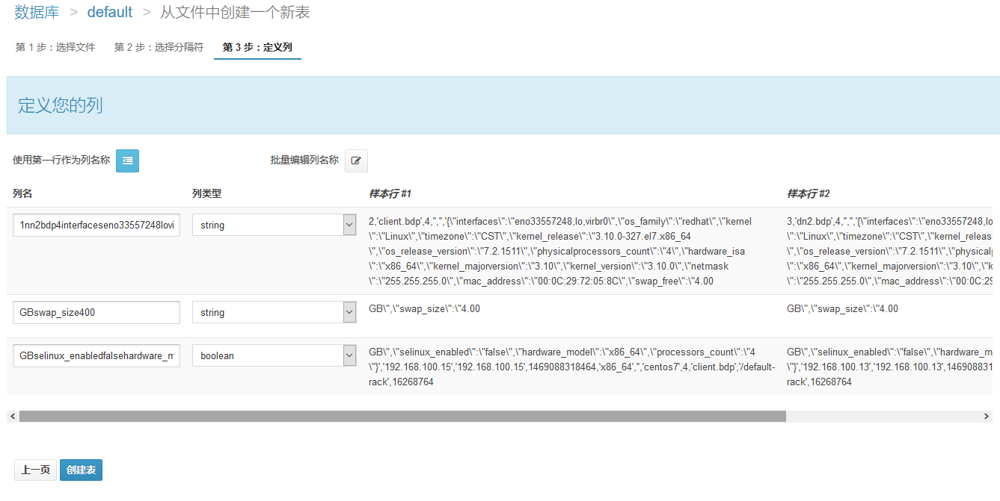 数据库 > default > 从文件中创建一个新表
第 1 步：选择文件 第 2 步：选择分隔符 第 3 步：定义列
定义您的列
使用第一行作为列名称 批量编辑列名称
列名 列类型 样本行 #1 样本行 #2
1nn2bdp4interfaceseno33557248lovi string
2,'client.bdp',4,'','','{\"interfaces\":\"eno33557248,lo,virbr0\",\"os_family\":\"redhat\",\"kernel
\":\"Linux\",\"timezone\":\"CST\",\"kernel_release\":\"3.10.0-327.el7.x86_64
\",\"os_release_version\":\"7.2.1511\",\"physicalprocessors_count\":\"4\",\"hardware_isa
\":\"x86_64\",\"kernel_majorversion\":\"3.10\",\"kernel_version\":\"3.10.0\",\"netmask
\":\"255.255.255.0\",\"mac_address\":\"00:0C:29:72:05:8C\",\"swap_free\":\"4.00
3,'dn2.bdp',4,'','','{\"interfaces\":\"eno33557248,lo
\":\"Linux\",\"timezone\":\"CST\",\"kernel_releas
\",\"os_release_version\":\"7.2.1511\",\"physicalp
\":\"x86_64\",\"kernel_majorversion\":\"3.10\",\"k
\":\"255.255.255.0\",\"mac_address\":\"00:0C:29
GBswap_size400 string GB\",\"swap_size\":\"4.00 GB\",\"swap_size\":\"4.00
GBselinux_enabledfalsehardware_m boolean
GB\",\"selinux_enabled\":\"false\",\"hardware_model\":\"x86_64\",\"processors_count\":\"4
\"}','192.168.100.15','192.168.100.15',1469088318464,'x86_64','','centos7',4,'client.bdp','/default-
rack',16268764
GB\",\"selinux_enabled\":\"false\",\"hardware_m
\"}','192.168.100.13','192.168.100.13',146908831
rack',16268764
上一页 创建表